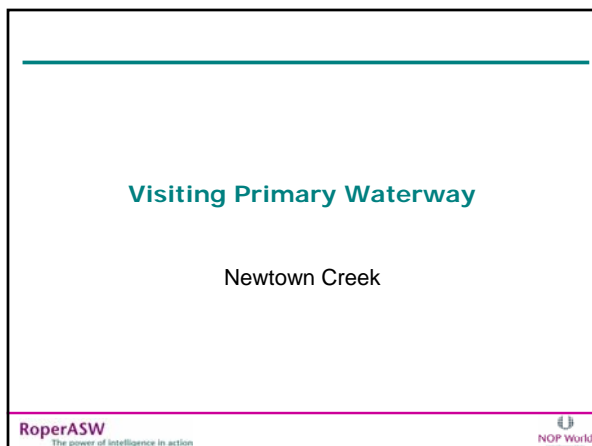 Visiting Primary Waterway
Newtown Creek
RoperASW
The power of intelligence in action
NOP World